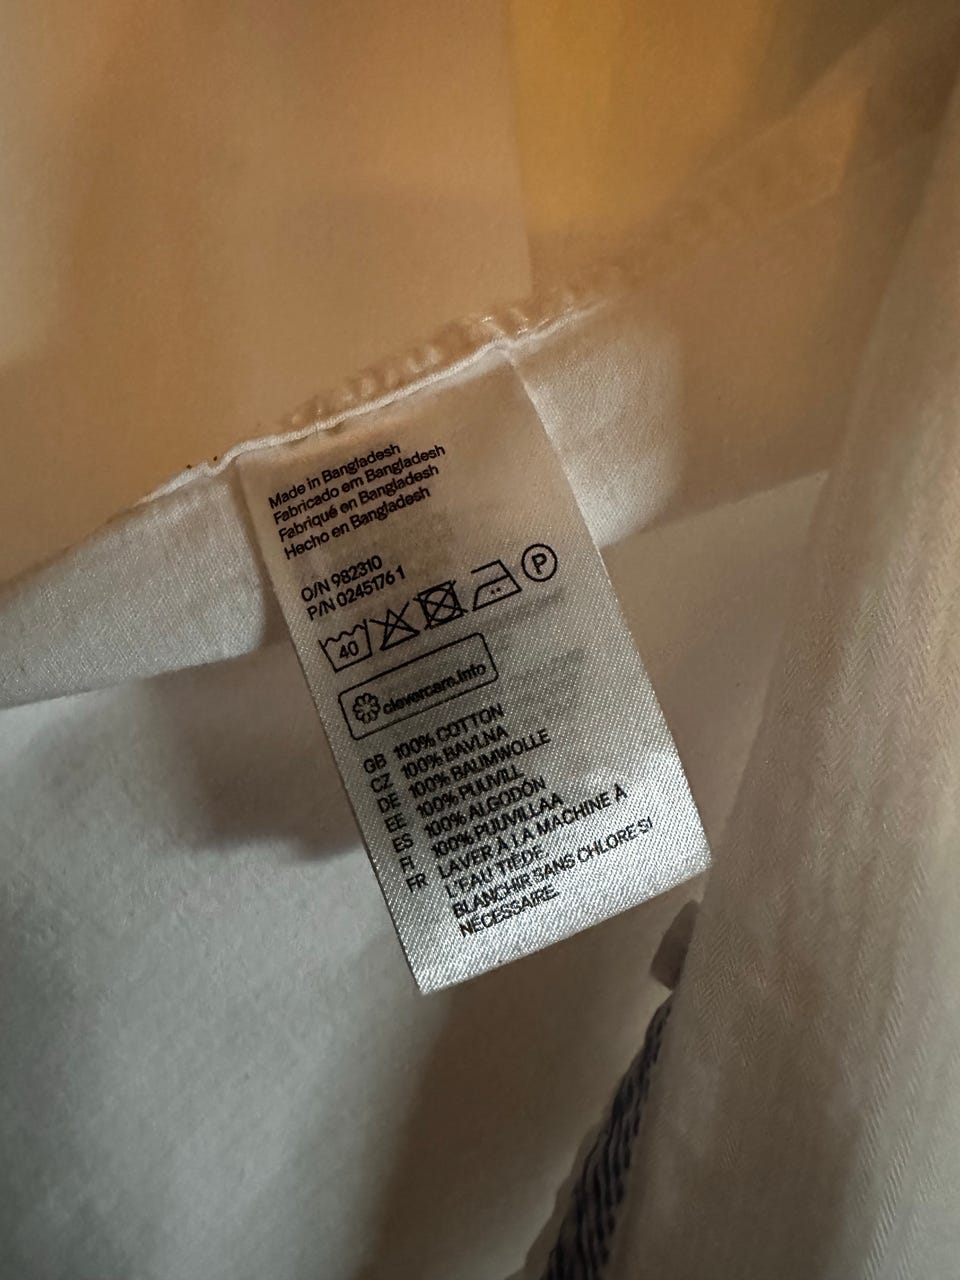 Made in Bangladesh
Fabricado em Bangladesh
Fabriqué en Bangladesh
Hecho en Bangladesh
O/N 982310
P/N 0245176 1
40 P
clevercare.info
GB 100% COTTON
CZ 100% BAVLNA
DE 100% BAUMWOLLE
EE 100% PUUVILL
ES 100% ALGODÓN
FI 100% PUUVILLAA
FR LAVER À LA MACHINE À
L'EAU TIÈDE
BLANCHIR SANS CHLORE SI
NÉCESSAIRE.